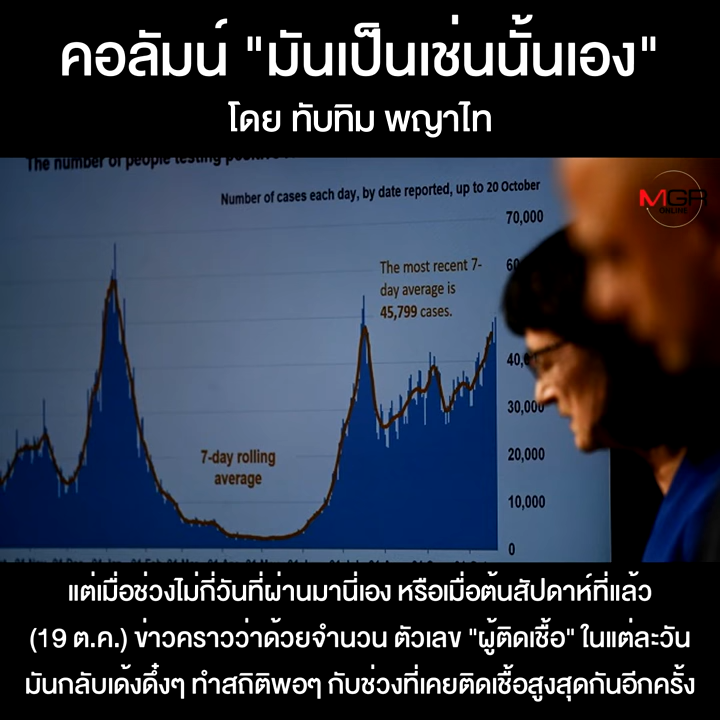 คอลัมน์ "มันเป็นเช่นนั้นเอง"
โดย ทับทิม พญาไท
The number of people testing
Number of cases each day, by date reported, up to 20 October
MGR
ONLINE
70,000
The most recent 7-
day average is
45,799 cases.
40,0
30,000
7-day rolling
average
20,000
10,000
0
แต่เมื่อช่วงไม่กี่วันที่ผ่านมานี่เอง หรือเมื่อต้นสัปดาห์ที่แล้ว
(19 ต.ค.) ข่าวคราวว่าด้วยจำนวน ตัวเลข "ผู้ติดเชื้อ" ในแต่ละวัน
มันกลับเด้งดึ๋งๆ ทำสถิติพอๆ กับช่วงที่เคยติดเชื้อสูงสุดกันอีกครั้ง